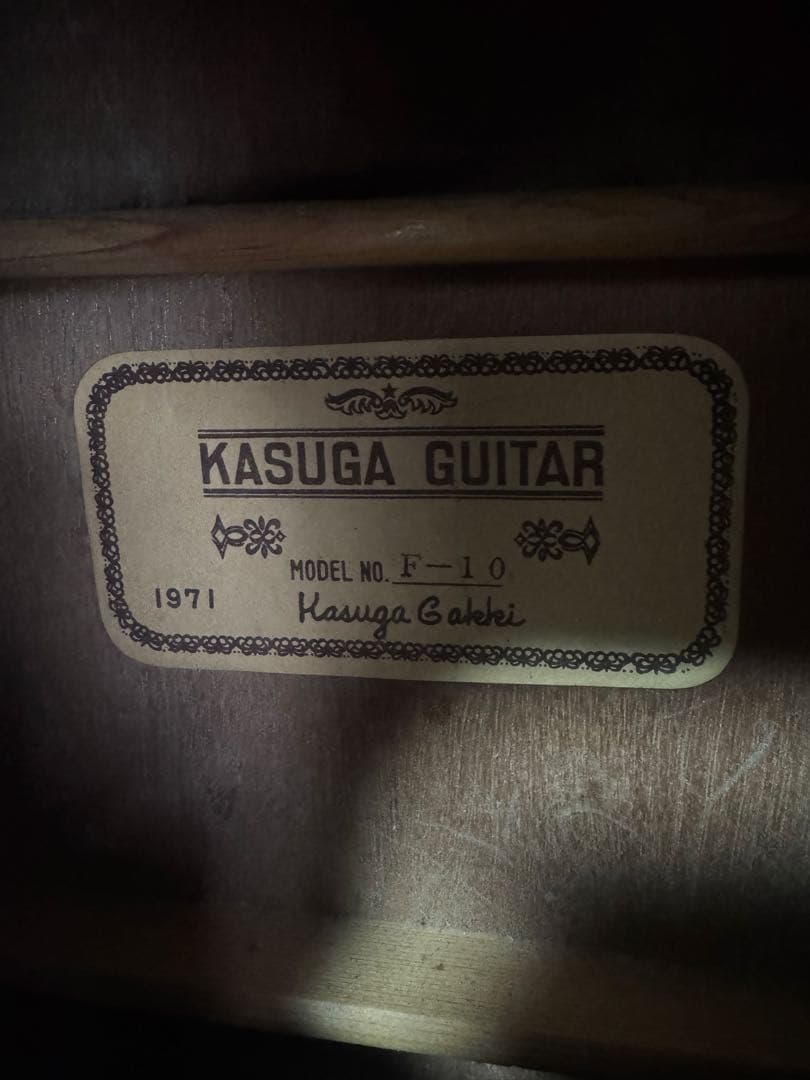 KASUGA GUITAR
MODEL NO. F-10
1971
Kasuga Gakki